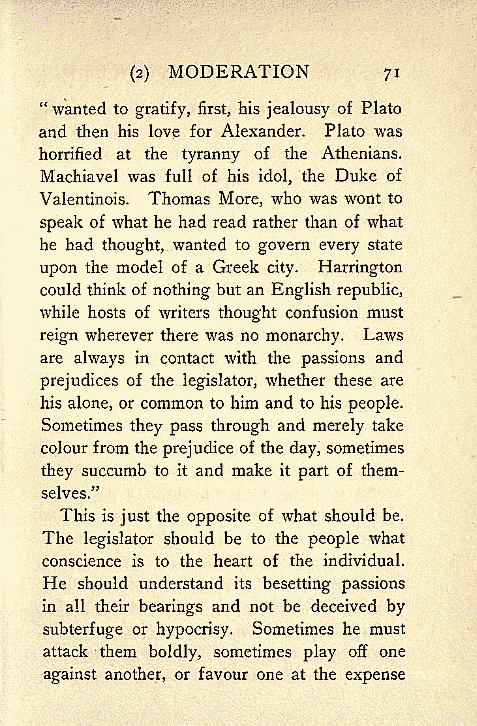 (2) MODERATION 71
“ wanted to gratify, first, his jealousy of Plato
and then his love for Alexander. Plato was
horrified at the tyranny of the Athenians.
Machiavel was full of his idol, the Duke of
Valentinois. Thomas More, who was wont to
speak of what he had read rather than of what
he had thought, wanted to govern every state
upon the model of a Greek city. Harrington
could think of nothing but an English republic,
while hosts of writers thought confusion must
reign wherever there was no monarchy. Laws
are always in contact with the passions and
prejudices of the legislator, whether these are
his alone, or common to him and to his people.
Sometimes they pass through and merely take
colour from the prejudice of the day, sometimes
they succumb to it and make it part of them-
selves.”
This is just the opposite of what should be.
The legislator should be to the people what
conscience is to the heart of the individual.
He should understand its besetting passions
in all their bearings and not be deceived by
subterfuge or hypocrisy. Sometimes he must
attack them boldly, sometimes play off one
against another, or favour one at the expense